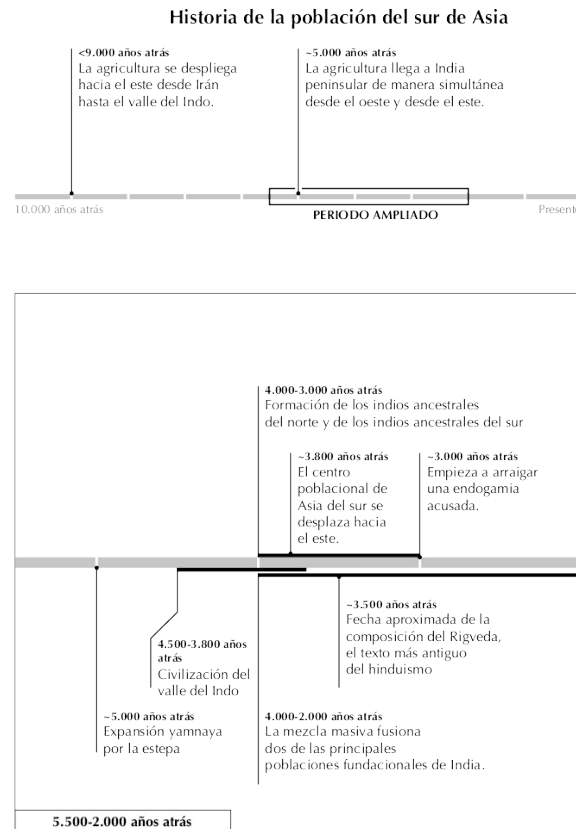 Historia de la población del sur de Asia
<9.000 años atrás
La agricultura se despliega
hacia el este desde Irán
hasta el valle del Indo.
~5.000 años atrás
La agricultura llega a India
peninsular de manera simultánea
desde el oeste y desde el este.
10.000 años atrás
PERIODO AMPLIADO
Present
4.000-3.000 años atrás
Formación de los indios ancestrales
del norte y de los indios ancestrales del sur
~3.800 años atrás
El centro
poblacional de
Asia del sur se
desplaza hacia
el este.
~3.000 años atrás
Empieza a arraigar
una endogamia
acusada.
~3.500 años atrás
Fecha aproximada de la
composición del Rigveda,
el texto más antiguo
del hinduismo
4.500-3.800 años
atrás
Civilización del
valle del Indo
~5.000 años atrás
Expansión yamnaya
por la estepa
4.000-2.000 años atrás
La mezcla masiva fusiona
dos de las principales
poblaciones fundacionales de India.
5.500-2.000 años atrás